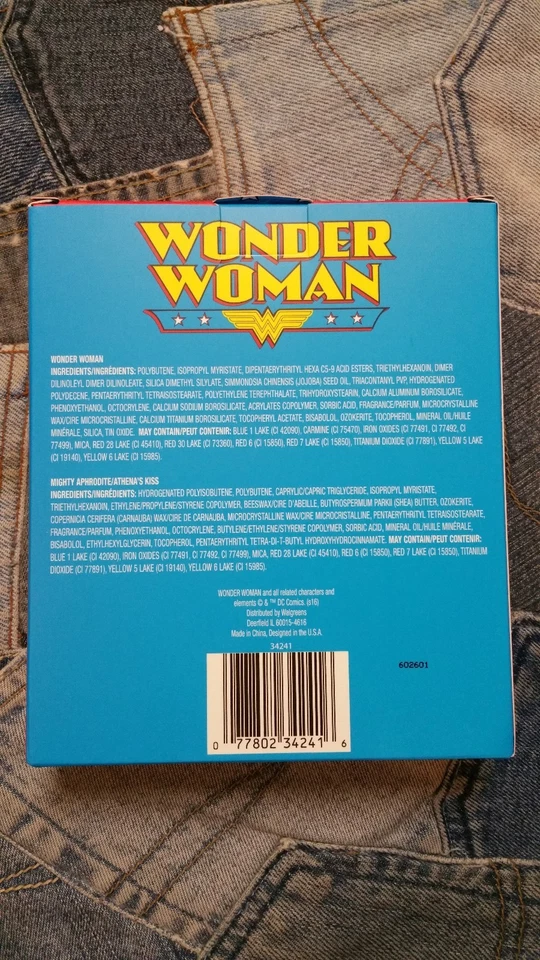 WONDER
WOMAN
WONDER WOMAN
INGREDIENTS/INGRÉDIENTS: POLYBUTENE, ISOPROPYL MYRISTATE, DIPENTAERYTHRITYL HEXA C5-9 ACID ESTERS, TRIETHYLHEXANOIN, DIMER
DILINOLEYL DIMER DILINOLEATE, SILICA DIMETHYL SILYLATE, SIMMONDSIA CHINENSIS (JOJOBA) SEED OIL, TRIACONTANYL PVP, HYDROGENATED
POLYDECENE, PENTAERYTHRITYL TETRAISOSTEARATE, POLYETHYLENE TEREPHTHALATE, TRIHYDROXYSTEARIN, CALCIUM ALUMINUM BOROSILICATE,
PHENOXYETHANOL, OCTOCRYLENE, CALCIUM SODIUM BOROSILICATE, ACRYLATES COPOLYMER, SORBIC ACID, FRAGRANCE/PARFUM, MICROCRYSTALLINE
WAX/CIRE MICROCRISTALLINE, CALCIUM TITANIUM BOROSILICATE, TOCOPHERYL ACETATE, BISABOLOL, OZOKERITE, TOCOPHEROL, MINERAL OIL/HUILE
MINÉRALE, SILICA, TIN OXIDE. MAY CONTAIN/PEUT CONTENIR: BLUE 1 LAKE (CI 42090), CARMINE (CI 75470), IRON OXIDES (CI 77491, CI 77492, CI
77499), MICA, RED 28 LAKE (CI 45410), RED 30 LAKE (CI 73360), RED 6 (CI 15850), RED 7 LAKE (CI 15850), TITANIUM DIOXIDE (CI 77891), YELLOW 5 LAKE
(CI 19140), YELLOW 6 LAKE (CI 15985).
MIGHTY APHRODITE/ATHENA'S KISS
INGREDIENTS/INGRÉDIENTS: HYDROGENATED POLYISOBUTENE, POLYBUTENE, CAPRYLIC/CAPRIC TRIGLYCERIDE, ISOPROPYL MYRISTATE,
TRIETHYLHEXANOIN, ETHYLENE/PROPYLENE/STYRENE COPOLYMER, BEESWAX/CIRE D'ABEILLE, BUTYROSPERMUM PARKII (SHEA) BUTTER, OZOKERITE,
COPERNICIA CERIFERA (CARNAUBA) WAX/CIRE DE CARNAUBA, MICROCRYSTALLINE WAX/CIRE MICROCRISTALLINE, PENTAERYTHRITYL TETRAISOSTEARATE,
FRAGRANCE/PARFUM, PHENOXYETHANOL, OCTOCRYLENE, BUTYLENE/ETHYLENE/STYRENE COPOLYMER, SORBIC ACID, MINERAL OIL/HUILE MINÉRALE,
BISABOLOL, ETHYLHEXYLGLYCERIN, TOCOPHEROL, PENTAERYTHRITYL TETRA-DI-T-BUTYL HYDROXYHYDROCINNAMATE. MAY CONTAIN/PEUT CONTENIR:
BLUE 1 LAKE (CI 42090), IRON OXIDES (CI 77491, CI 77492, CI 77499), MICA, RED 28 LAKE (CI 45410), RED 6 (CI 15850), RED 7 LAKE (CI 15850), TITANIUM
DIOXIDE (CI 77891), YELLOW 5 LAKE (CI 19140), YELLOW 6 LAKE (CI 15985).
WONDER WOMAN and all related characters and
elements © & ™ DC Comics. (s16)
Distributed by Walgreens
Deerfield IL 60015-4616
Made in China, Designed in the U.S.A.
34241
602601
0 77802 34241 6